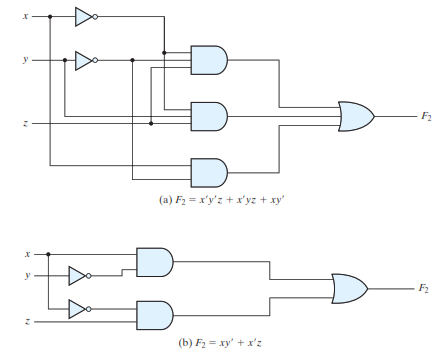 x
y
F₂
z
(a) F₂ = x'y'z + x'yz + xy'
x
y
F₂
z
(b) F₂ = xy' + x'z